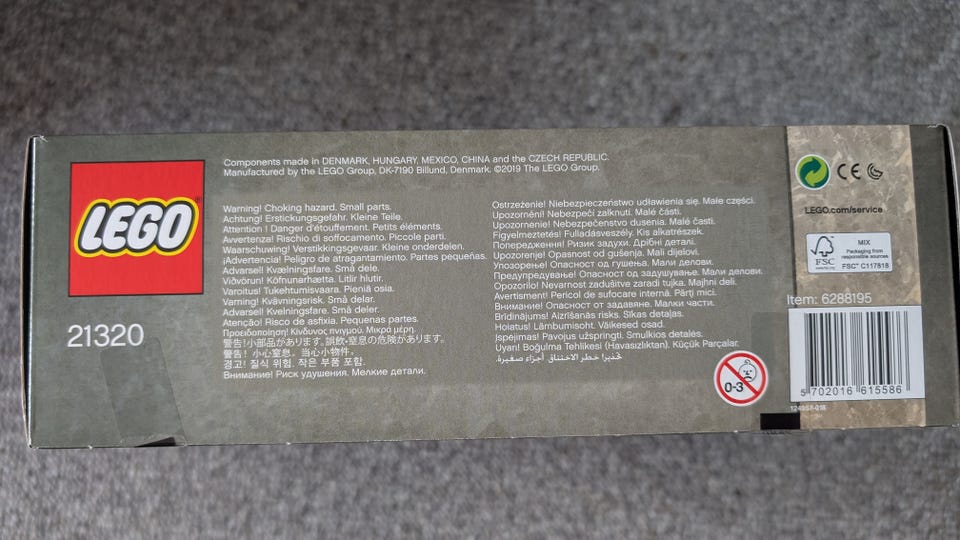 LEGO
21320
Components made in DENMARK, HUNGARY, MEXICO, CHINA and the CZECH REPUBLIC.
Manufactured by the LEGO Group, DK-7190 Billund, Denmark. ©2019 The LEGO Group.
Warning! Choking hazard. Small parts.
Achtung! Erstickungsgefahr. Kleine Teile.
Attention ! Danger d'étouffement. Petits éléments.
Avvertenza! Rischio di soffocamento. Piccole parti.
Waarschuwing! Verstikkingsgevaar. Kleine onderdelen.
¡Advertencia! Peligro de atragantamiento. Partes pequeñas.
Advarsel! Kvælningsfare. Små dele.
Viðvörun! Köfnunarhætta. Litlir hlutir.
Varoitus! Tukehtumisvaara. Pieniä osia.
Varning! Kvävningsrisk. Små delar.
Advarsel! Kvelningsfare. Små deler.
Atenção! Risco de asfixia. Pequenas partes.
Προειδοποίηση! Κίνδυνος πνιγμού. Μικρά μέρη.
警告!小部品があります。誤飲・窒息の危険があります。
警告! 小心窒息。当心小物件。
경고! 질식 위험. 작은 부품 포함.
Внимание! Риск удушения. Мелкие детали.
Ostrzeżenie! Niebezpieczeństwo udławienia się. Małe części.
Upozornění! Nebezpečí zalknutí. Malé části.
Upozornenie! Nebezpečenstvo dusenia. Malé časti.
Figyelmeztetés! Fulladásveszély. Kis alkatrészek.
Попередження! Ризик задухи. Дрібні деталі.
Upozorenje! Opasnost od gušenja. Mali dijelovi.
Упозорење! Опасност од гушења. Мали делови.
Предупредување! Опасност од задушување. Мали делови.
Opozorilo! Nevarnost zadušitve zaradi tujka. Majhni deli.
Avertisment! Pericol de sufocare internă. Părți mici.
Внимание! Опасност от задавяне. Малки части.
Brīdinājums! Aizrīšanās risks. Sīkas detaļas.
Hoiatus! Lämbumisoht. Väikesed osad.
Įspėjimas! Pavojus užspringti. Smulkios detalės.
Uyarı! Boğulma Tehlikesi (Havasızlıktan). Küçük Parçalar.
تحذير! خطر الاختناق. أجزاء صغيرة.
0-3
CE
LEGO.com/service
FSC
www.fsc.org
MIX
Packaging from
responsible sources
FSC™ C117818
Item: 6288195
5 702016 615586